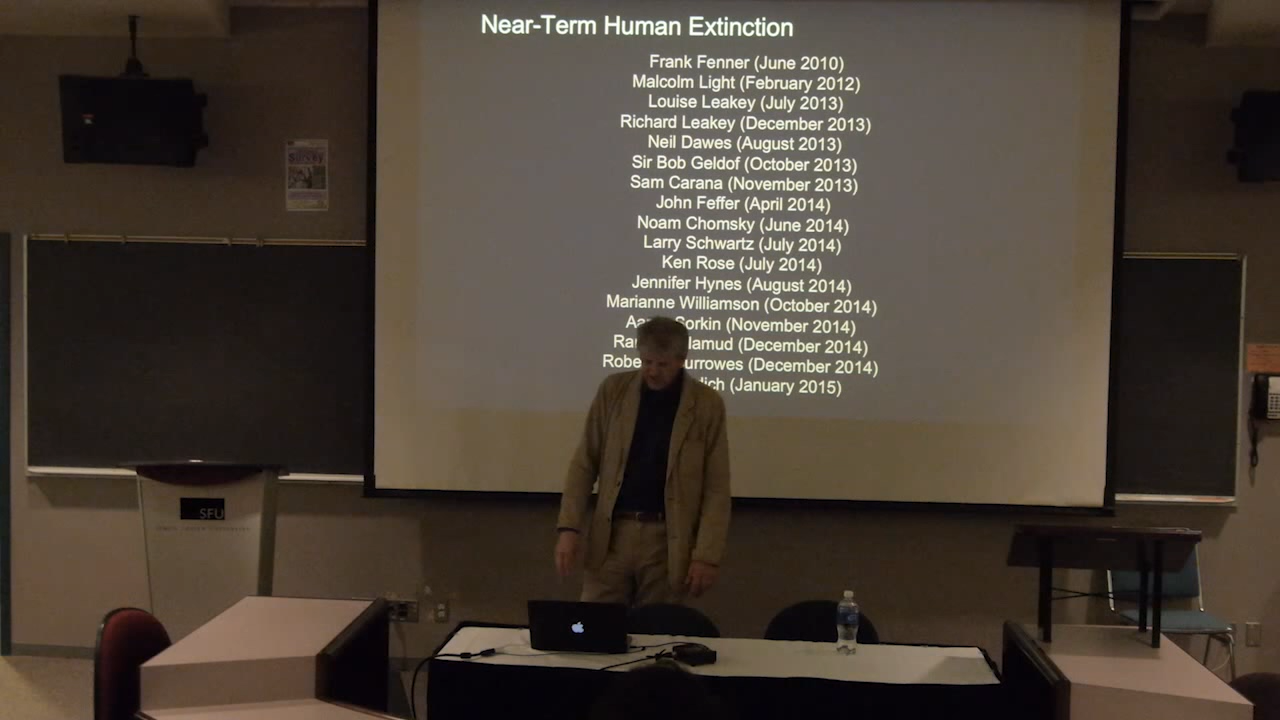 Near-Term Human Extinction
Frank Fenner (June 2010)
Malcolm Light (February 2012)
Louise Leakey (July 2013)
Richard Leakey (December 2013)
Neil Dawes (August 2013)
Sir Bob Geldof (October 2013)
Sam Carana (November 2013)
John Feffer (April 2014)
Noam Chomsky (June 2014)
Larry Schwartz (July 2014)
Ken Rose (July 2014)
Jennifer Hynes (August 2014)
Marianne Williamson (October 2014)
Sorkin (November 2014)
(December 2014)
(December 2014)
(January 2015)
Survey
SFU